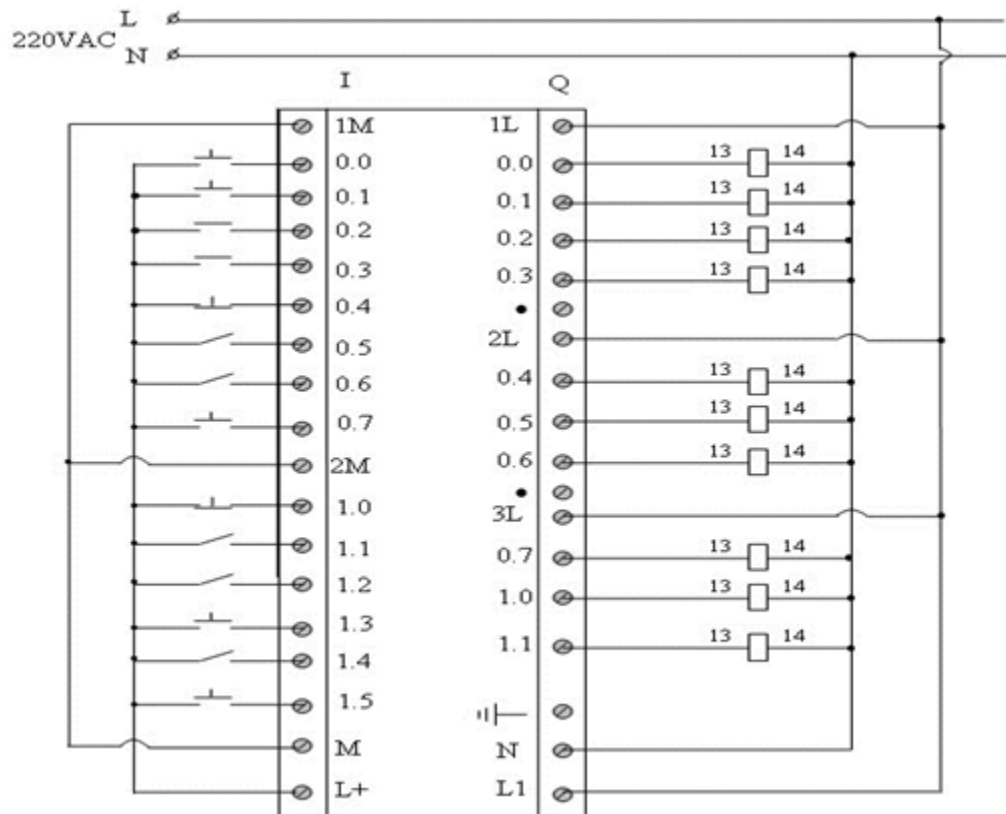 L
220VAC
N
I Q
1M 1L
0.0 0.0 13 14
0.1 0.1 13 14
0.2 0.2 13 14
0.3 0.3 13 14
0.4
0.5 2L
0.6 0.4 13 14
0.7 0.5 13 14
2M 0.6 13 14
1.0 3L
1.1 0.7 13 14
1.2 1.0 13 14
1.3 1.1 13 14
1.4
1.5
M N
L+ L1